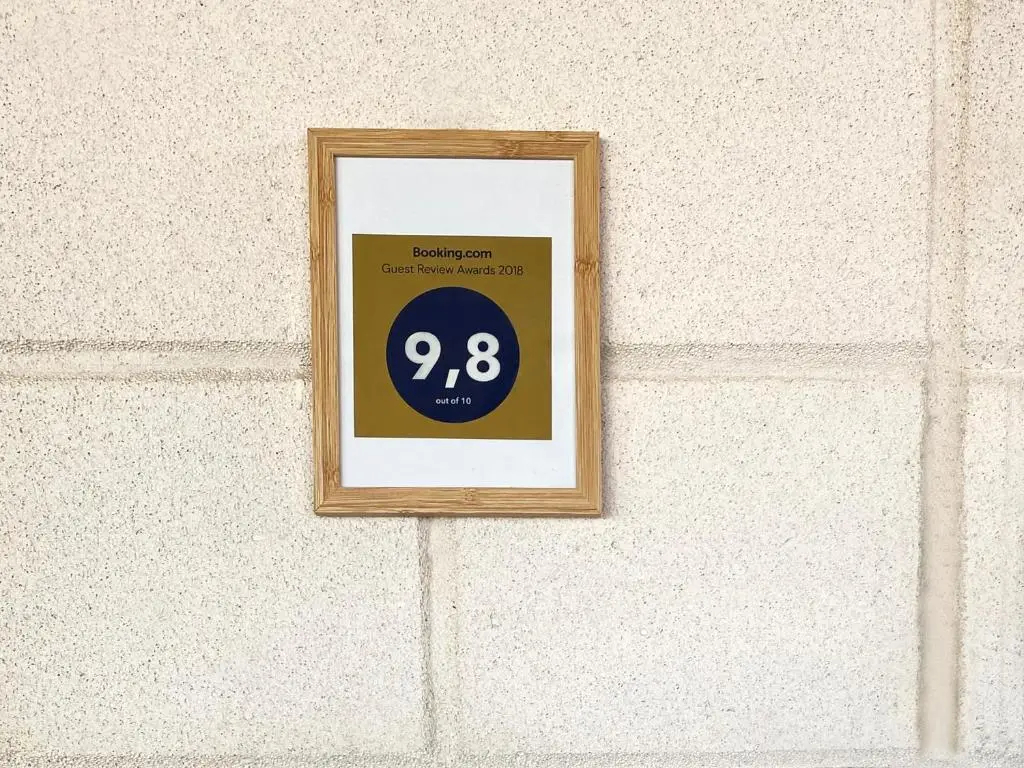 Booking.com
Guest Review Awards 2018
9,8
out of 10